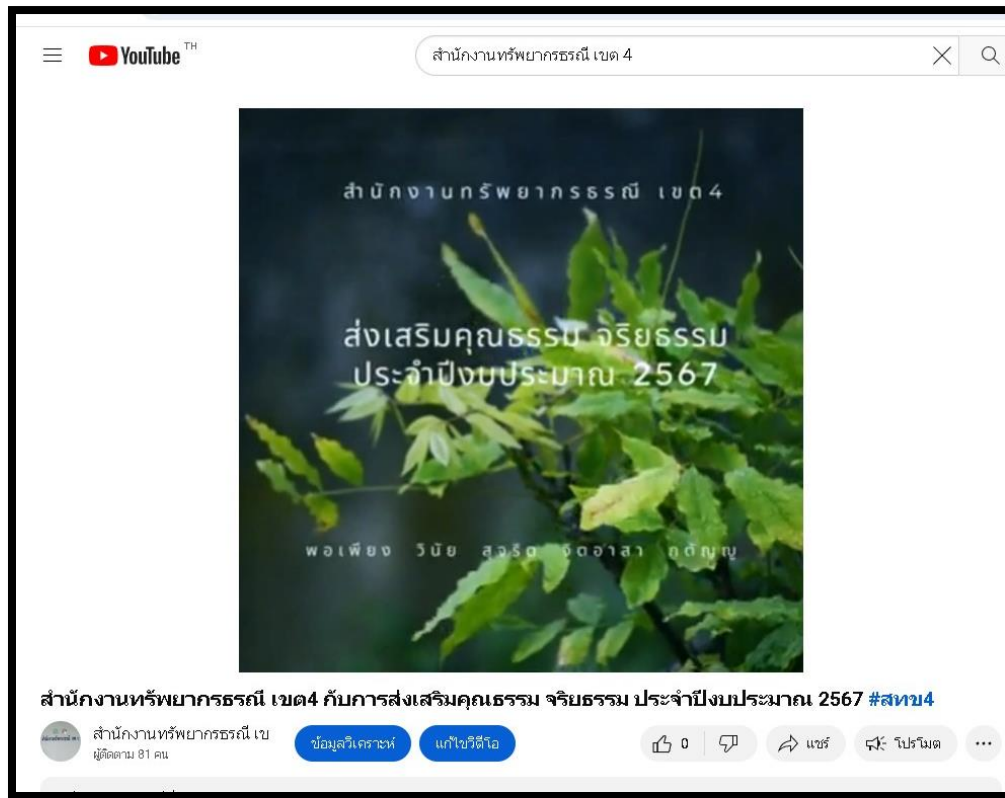 YouTube TH
สำนักงานทรัพยากรธรณี เขต 4
สำนักงานทรัพยากรธรณี เขต4
ส่งเสริมคุณธรรม จริยธรรม
ประจำปีงบประมาณ 2567
พอเพียง วินัย สุจริต จิตอาสา กตัญญู
สำนักงานทรัพยากรธรณี เขต4 กับการส่งเสริมคุณธรรม จริยธรรม ประจำปีงบประมาณ 2567 #สทข4
สำนักงานทรัพยากรธรณี เข
ผู้ติดตาม 81 คน
ข้อมูลวิเคราะห์
แก้ไขวิดีโอ
0
แชร์
โปรโมต